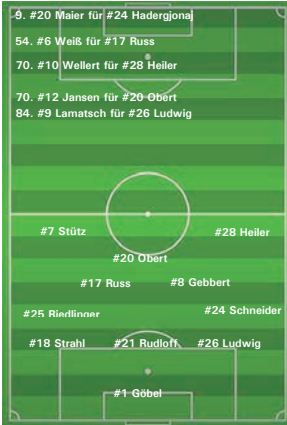 9. #20 Maier für #24 Hadergjonaj
54. #6 Weiß für #17 Russ
70. #10 Wellert für #28 Heiler
70. #12 Jansen für #20 Obert
84. #9 Lamatsch für #26 Ludwig
#7 Stütz #28 Heiler
#20 Obert
#17 Russ #8 Gebbert
#25 Riedlinger #24 Schneider
#18 Strahl #21 Rudloff #26 Ludwig
#1 Göbel